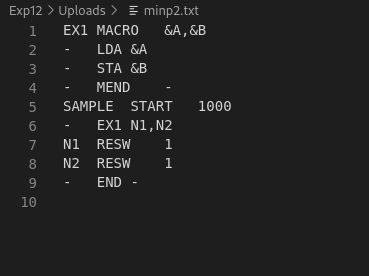 Exp12 > Uploads > minp2.txt
1 EX1 MACRO &A,&B
2 - LDA &A
3 - STA &B
4 - MEND -
5 SAMPLE START 1000
6 - EX1 N1,N2
7 N1 RESW 1
8 N2 RESW 1
9 - END -
10